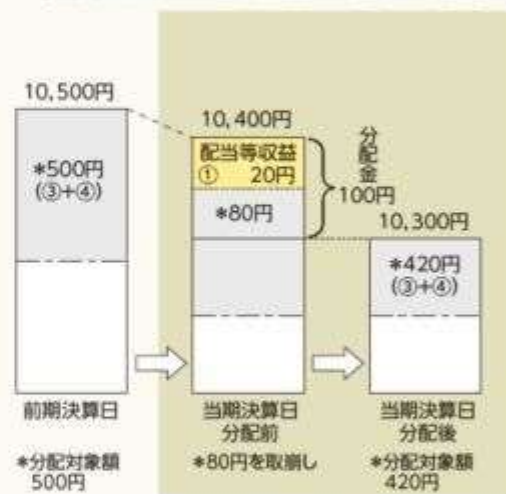 10,500円
*500円
(③+④)
前期決算日
*分配対象額
500円
10,400円
配当等収益
① 20円
*80円
分配金
100円
当期決算日
分配前
*80円を取崩し
10,300円
*420円
(③+④)
当期決算日
分配後
*分配対象額
420円